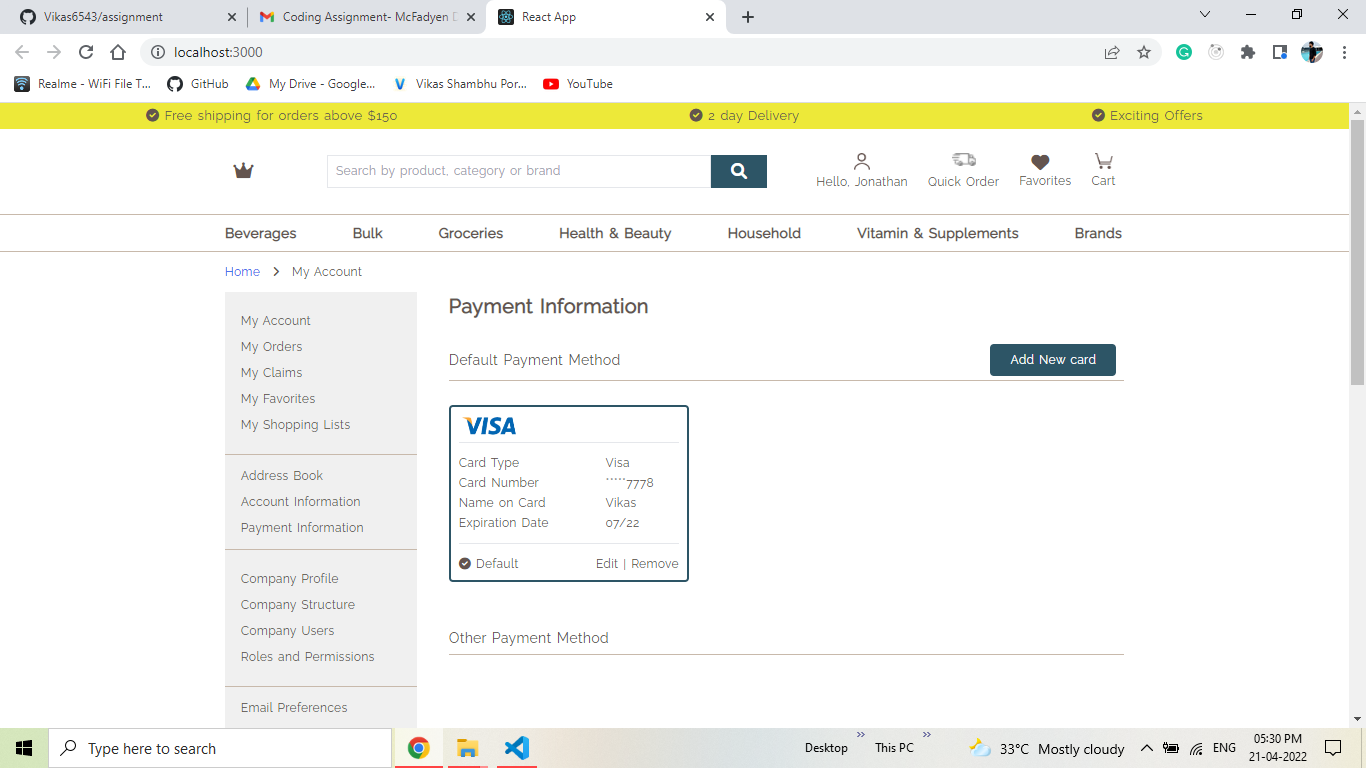 Vikas6543/assignment
Coding Assignment- McFadyen D
React App
localhost:3000
Realme - WiFi File T...
GitHub
My Drive - Google...
Vikas Shambhu Por...
YouTube
Free shipping for orders above $150
2 day Delivery
Exciting Offers
Search by product, category or brand
Hello, Jonathan
Quick Order
Favorites
Cart
Beverages
Bulk
Groceries
Health & Beauty
Household
Vitamin & Supplements
Brands
Home > My Account
My Account
My Orders
My Claims
My Favorites
My Shopping Lists
Address Book
Account Information
Payment Information
Company Profile
Company Structure
Company Users
Roles and Permissions
Email Preferences
Payment Information
Default Payment Method
Add New card
VISA
Card Type Visa
Card Number *****7778
Name on Card Vikas
Expiration Date 07/22
Default Edit | Remove
Other Payment Method
Type here to search
Desktop
This PC
33°C Mostly cloudy
ENG
05:30 PM
21-04-2022